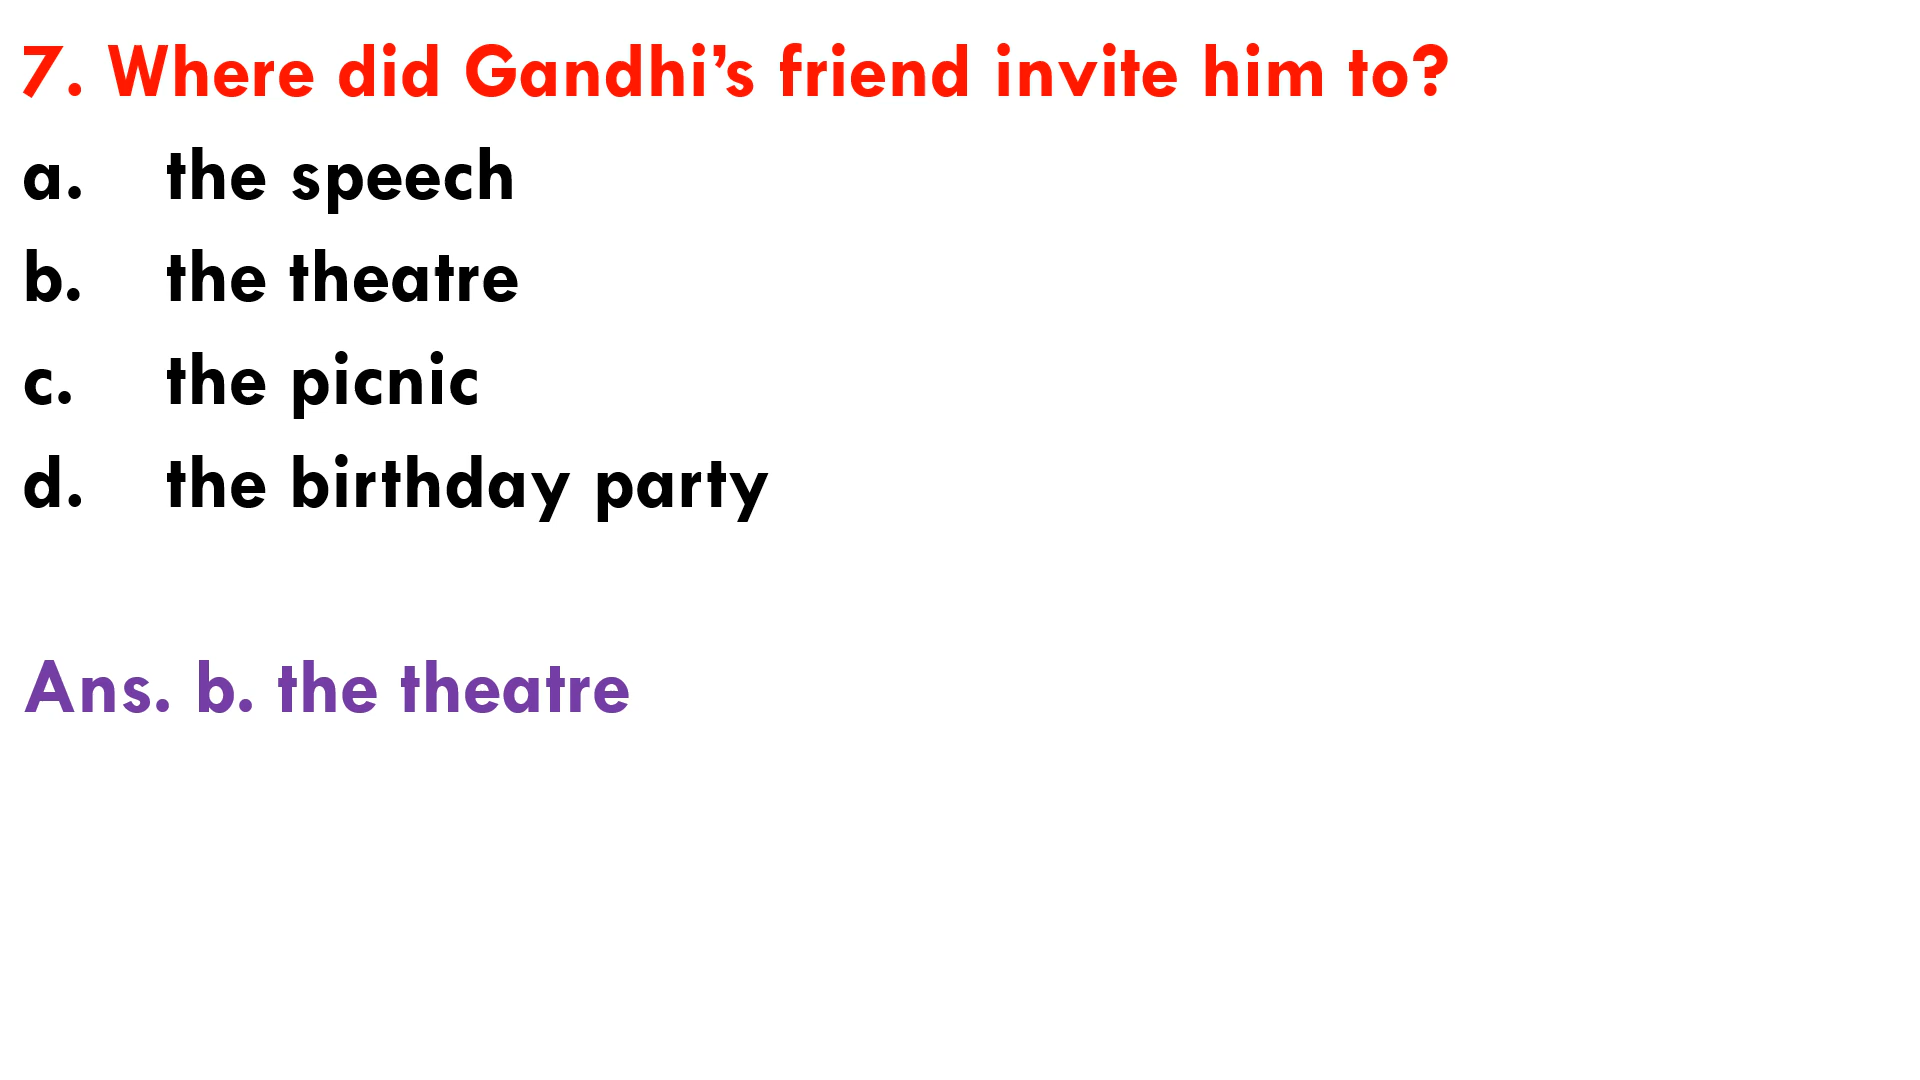 7. Where did Gandhi’s friend invite him to?
a. the speech
b. the theatre
c. the picnic
d. the birthday party
Ans. b. the theatre